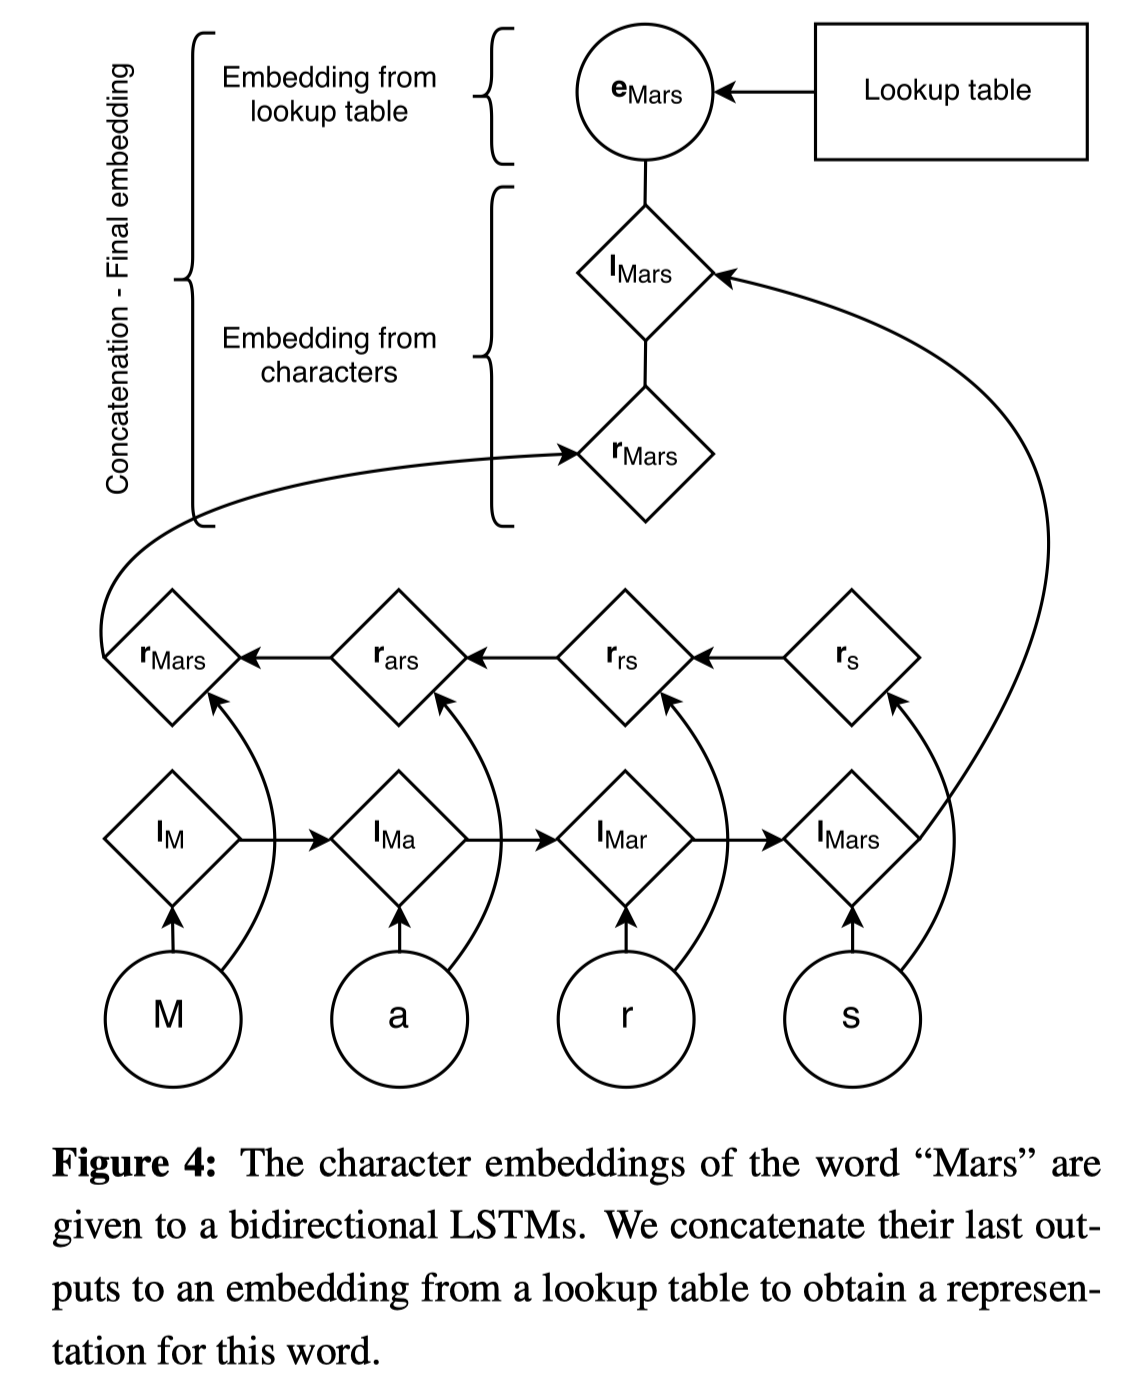 Concatenation - Final embedding
Embedding from
lookup table
eMars
Lookup table
lMars
Embedding from
characters
rMars
rMars
rars
rrs
rs
lM
lMa
lMar
lMars
M
a
r
s
Figure 4: The character embeddings of the word “Mars” are
given to a bidirectional LSTMs. We concatenate their last out-
puts to an embedding from a lookup table to obtain a represen-
tation for this word.